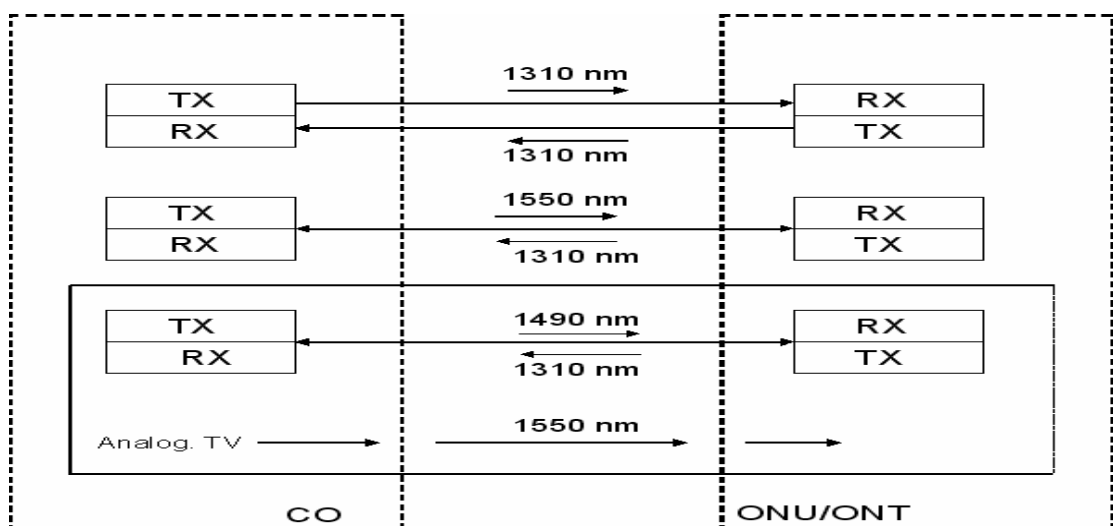 1310 nm
TX
RX
RX
TX
1310 nm
1550 nm
TX
RX
RX
TX
1310 nm
1490 nm
TX
RX
RX
TX
1310 nm
1550 nm
Analog. TV
CO
ONU/ONT